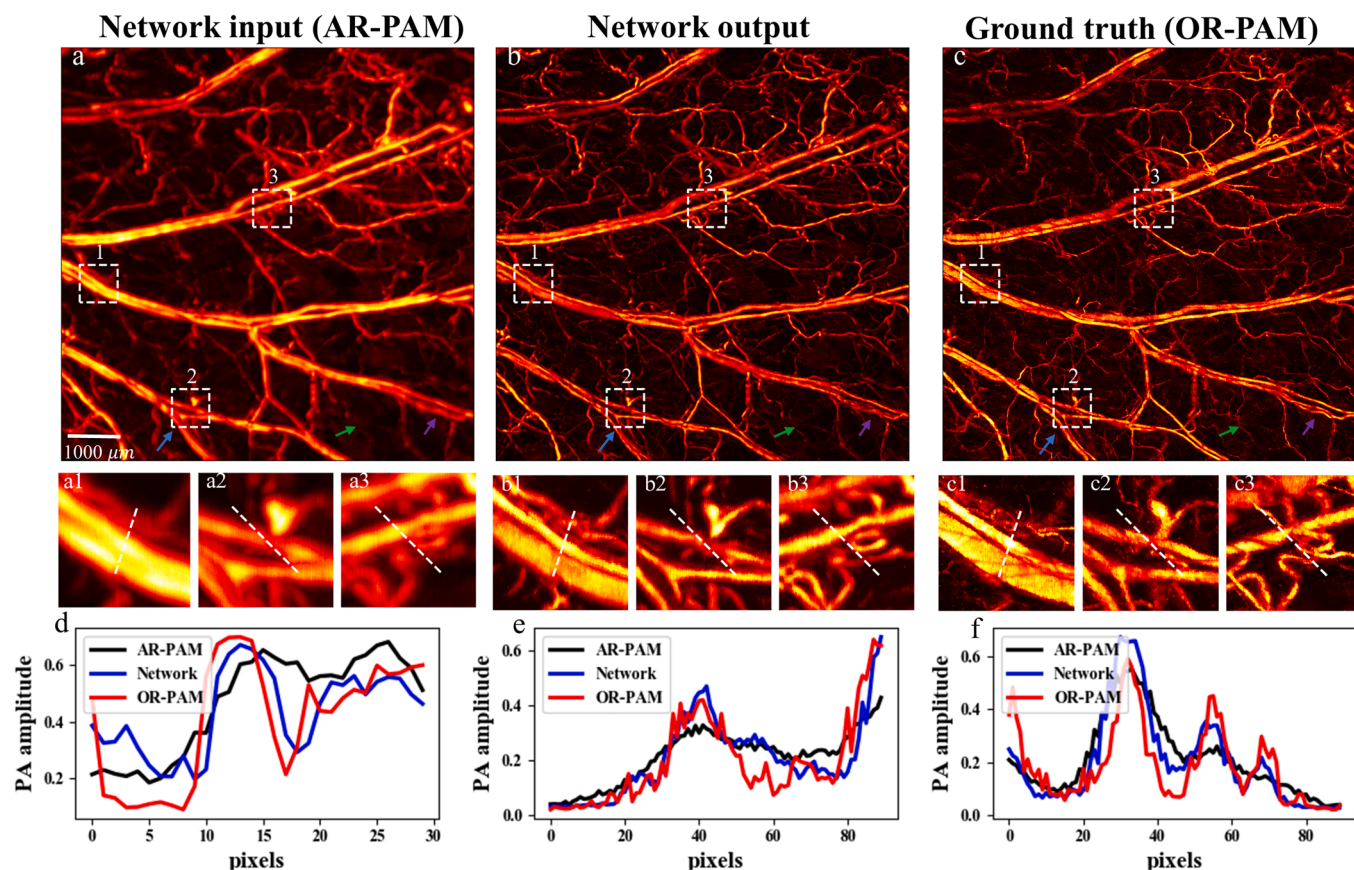 Network input (AR-PAM)
Network output
Ground truth (OR-PAM)
a
b
c
3
3
3
1
1
1
2
2
2
1000 μm
a1
a2
a3
b1
b2
b3
c1
c2
c3
d
e
f
AR-PAM
Network
OR-PAM
AR-PAM
Network
OR-PAM
AR-PAM
Network
OR-PAM
PA amplitude
0.6
0.4
0.2
0 5 10 15 20 25 30
pixels
PA amplitude
0.6
0.4
0.2
0.0
0 20 40 60 80
pixels
PA amplitude
0.6
0.4
0.2
0.0
0 20 40 60 80
pixels